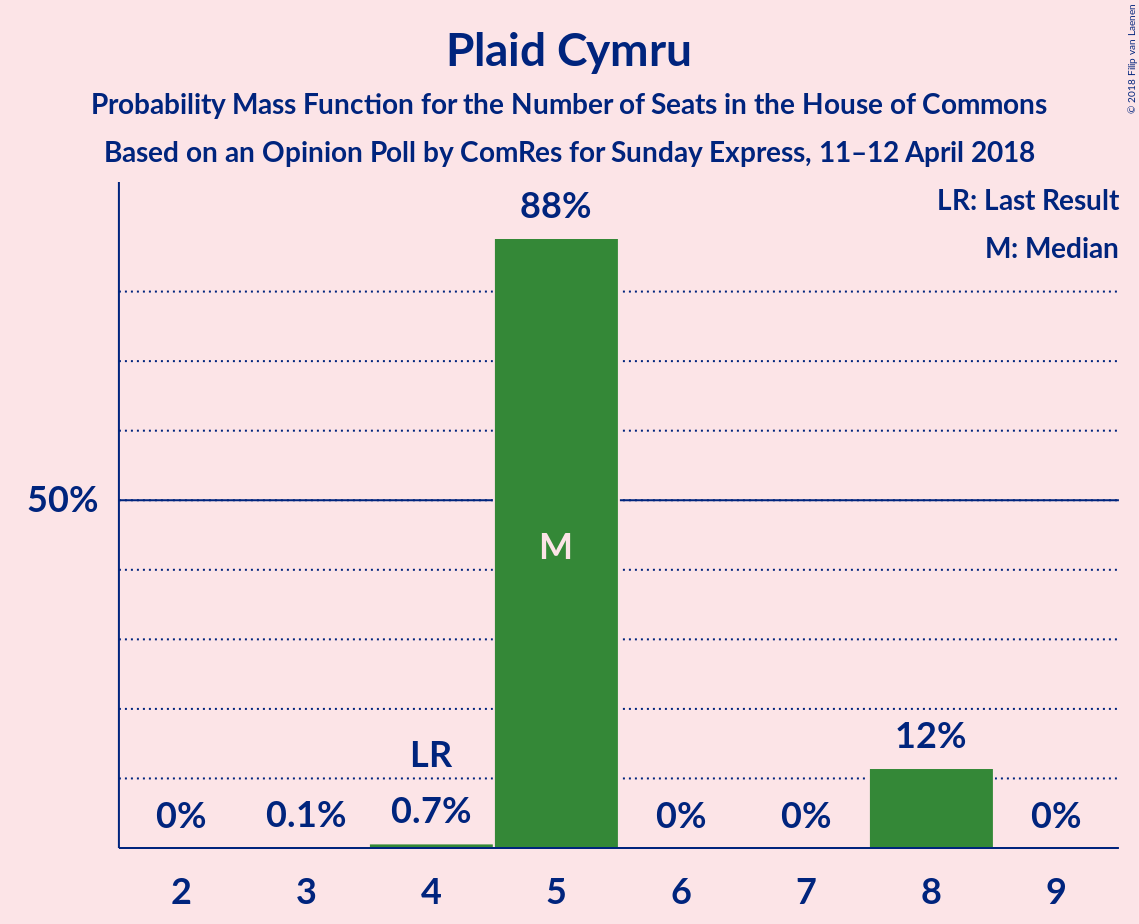 Plaid Cymru
Probability Mass Function for the Number of Seats in the House of Commons
Based on an Opinion Poll by ComRes for Sunday Express, 11–12 April 2018
© 2018 Filip van Laenen
LR: Last Result
M: Median
88%
50%
M
12%
LR
0% 0.1% 0.7% 0% 0% 0%
2 3 4 5 6 7 8 9